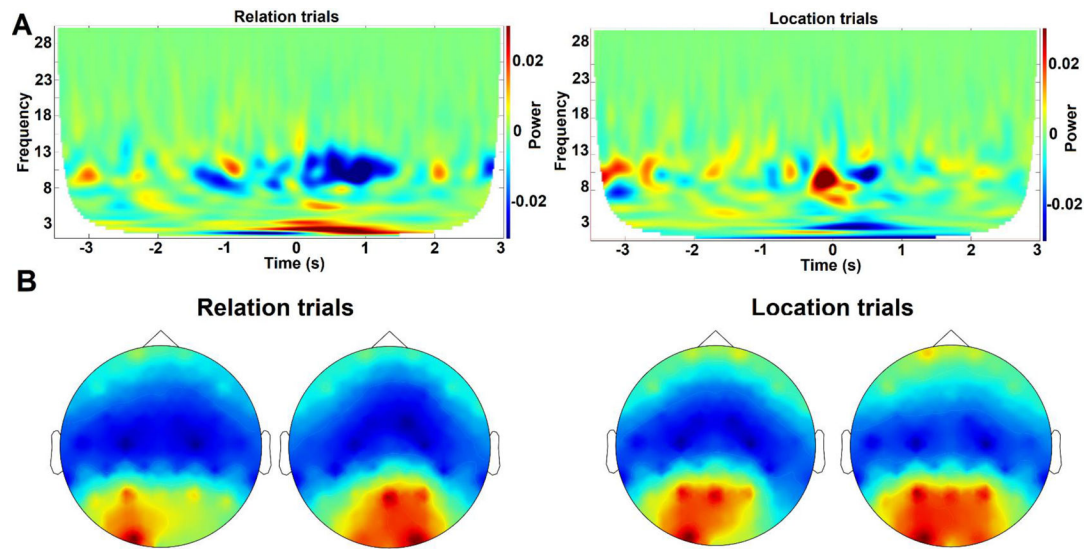 A
Relation trials
28
23
18
13
8
3
Frequency
-3
-2
-1
0
1
2
3
Time (s)
0.02
0
-0.02
Power
Location trials
28
23
18
13
8
3
Frequency
-3
-2
-1
0
1
2
3
Time (s)
0.02
0
-0.02
Power
B
Relation trials
Location trials